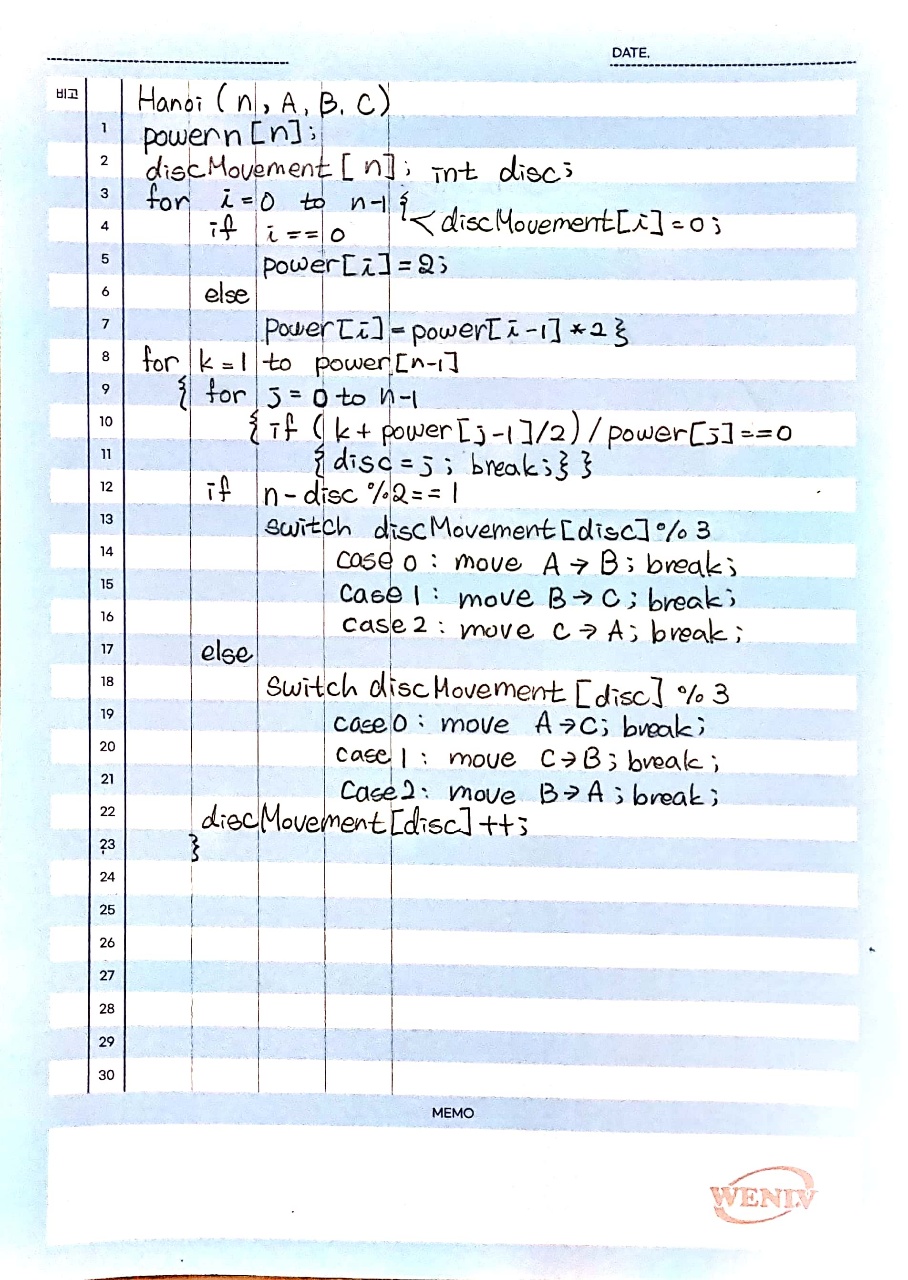 DATE.
비고 Hanoi ( n , A , B , C )
1 powern [n] ;
2 discMovement [ n] ; int disc ;
3 for i = 0 to n-1 {
4 if i == 0 < discMovement[i] = 0 ;
5 power[i] = 2 ;
6 else
7 power[i] = power[i-1] * 2 }
8 for k = 1 to power[n-1]
9 { for j = 0 to n-1
10 { if ( k + power[j-1]/2) / power[j] == 0
11 { disc = j ; break ; } }
12 if n - disc % 2 == 1
13 switch discMovement[disc] % 3
14 case 0 : move A → B ; break ;
15 case 1 : move B → C ; break ;
16 case 2 : move C → A ; break ;
17 else
18 switch discMovement [disc] % 3
19 case 0 : move A → C ; break ;
20 case 1 : move C → B ; break ;
21 case 2 : move B → A ; break ;
22 discMovement[disc] ++ ;
23 }
24
25
26
27
28
29
30
MEMO
WENIV